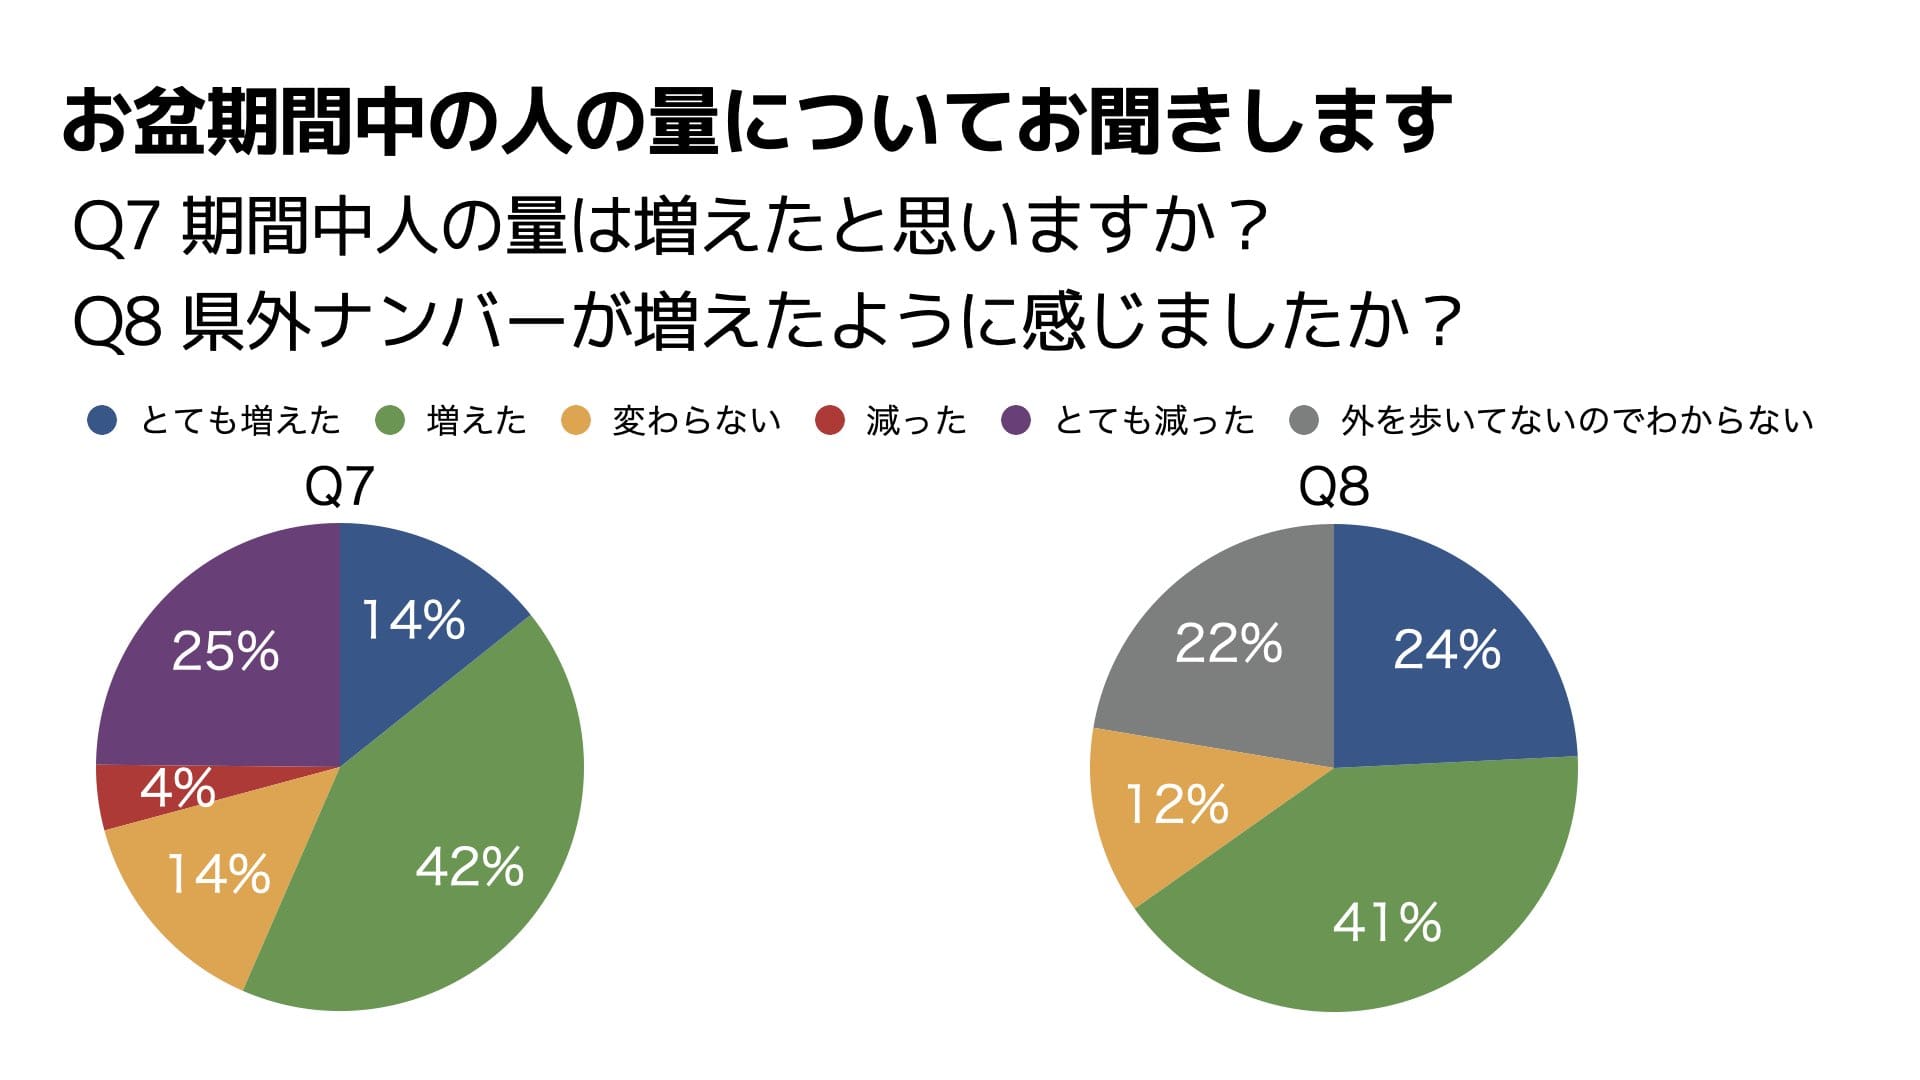 お盆期間中の人の量についてお聞きします
Q7 期間中人の量は増えたと思いますか？
Q8 県外ナンバーが増えたように感じましたか？
とても増えた 増えた 変わらない 減った とても減った 外を歩いてないのでわからない
Q7
25%
14%
4%
14%
42%
Q8
22%
24%
12%
41%